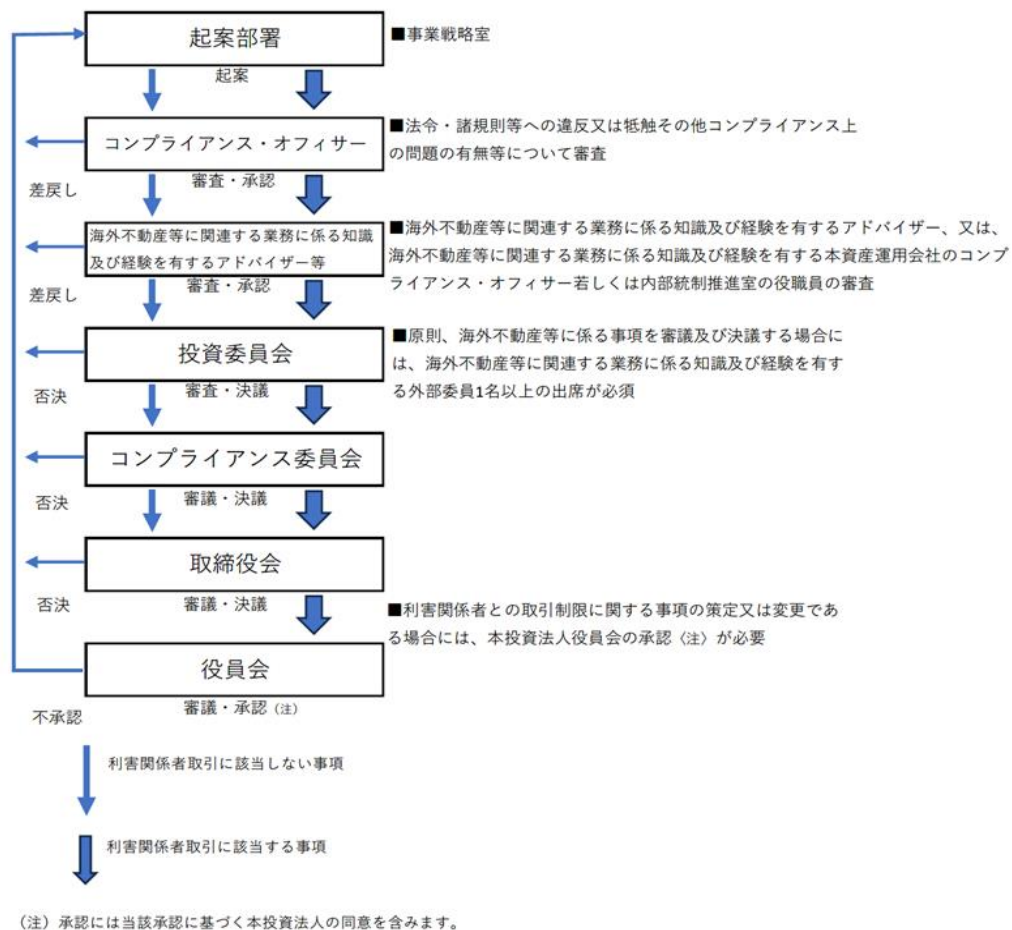 起案部署
■事業戦略室
起案
コンプライアンス・オフィサー
■法令・諸規則等への違反又は牴触その他コンプライアンス上
の問題の有無等について審査
審査・承認
差戻し
海外不動産等に関連する業務に係る知識
及び経験を有するアドバイザー等
■海外不動産等に関連する業務に係る知識及び経験を有するアドバイザー、又は、
海外不動産等に関連する業務に係る知識及び経験を有する本資産運用会社のコンプ
ライアンス・オフィサー若しくは内部統制推進室の役職員の審査
審査・承認
差戻し
投資委員会
■原則、海外不動産等に係る事項を審議及び決議する場合に
は、海外不動産等に関連する業務に係る知識及び経験を有す
る外部委員1名以上の出席が必須
審査・決議
否決
コンプライアンス委員会
審議・決議
否決
取締役会
審議・決議
否決
■利害関係者との取引制限に関する事項の策定又は変更であ
る場合には、本投資法人役員会の承認〈注〉が必要
役員会
審議・承認（注）
不承認
利害関係者取引に該当しない事項
利害関係者取引に該当する事項
（注）承認には当該承認に基づく本投資法人の同意を含みます。